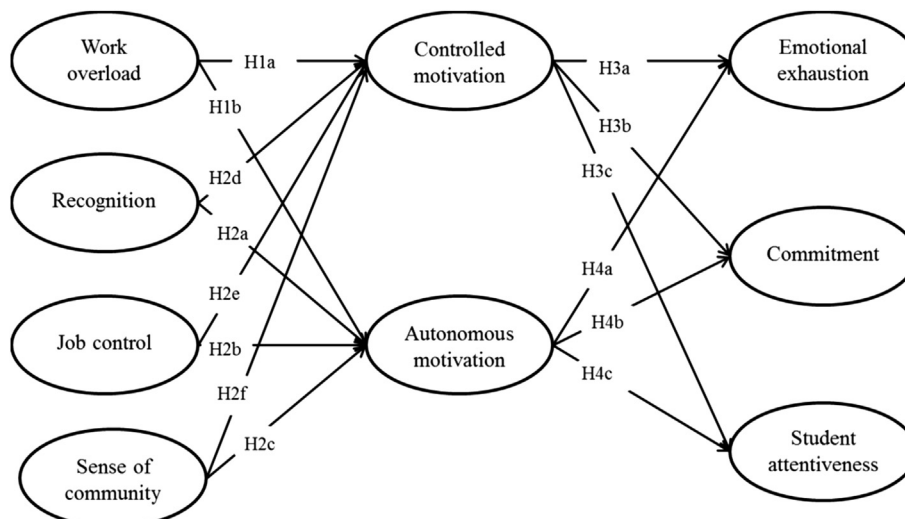 Work
overload
H1a
Controlled
motivation
H3a
Emotional
exhaustion
H1b
H3b
H3c
H2d
Recognition
H2a
Commitment
H4a
H2e
H4b
Job control
H2b
Autonomous
motivation
H4c
H2f
H2c
Sense of
community
Student
attentiveness